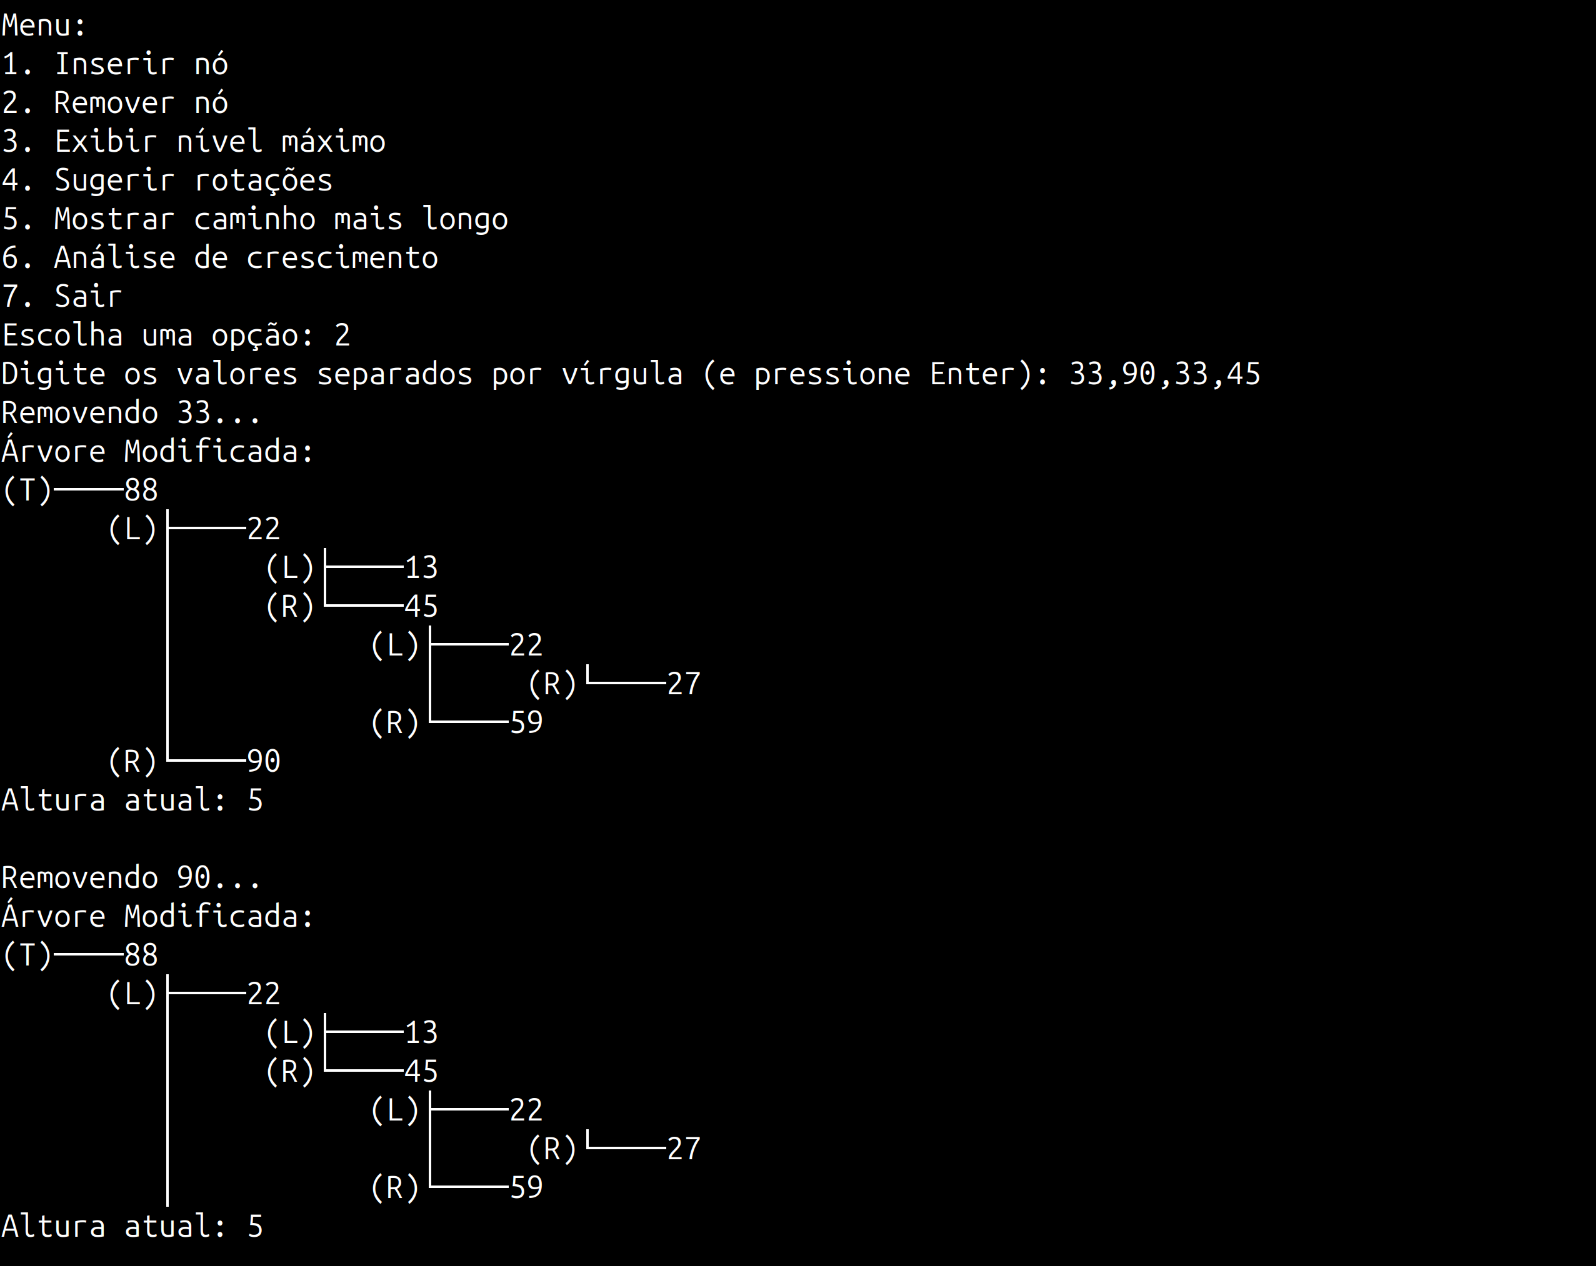 Menu:
1. Inserir nó
2. Remover nó
3. Exibir nível máximo
4. Sugerir rotações
5. Mostrar caminho mais longo
6. Análise de crescimento
7. Sair
Escolha uma opção: 2
Digite os valores separados por vírgula (e pressione Enter): 33,90,33,45
Removendo 33...
Árvore Modificada:
(T)────88
(L)├────22
(L)├────13
(R)└────45
(L)├────22
(R)└────27
(R)└────59
(R)└────90
Altura atual: 5
Removendo 90...
Árvore Modificada:
(T)────88
(L)├────22
(L)├────13
(R)└────45
(L)├────22
(R)└────27
(R)└────59
Altura atual: 5